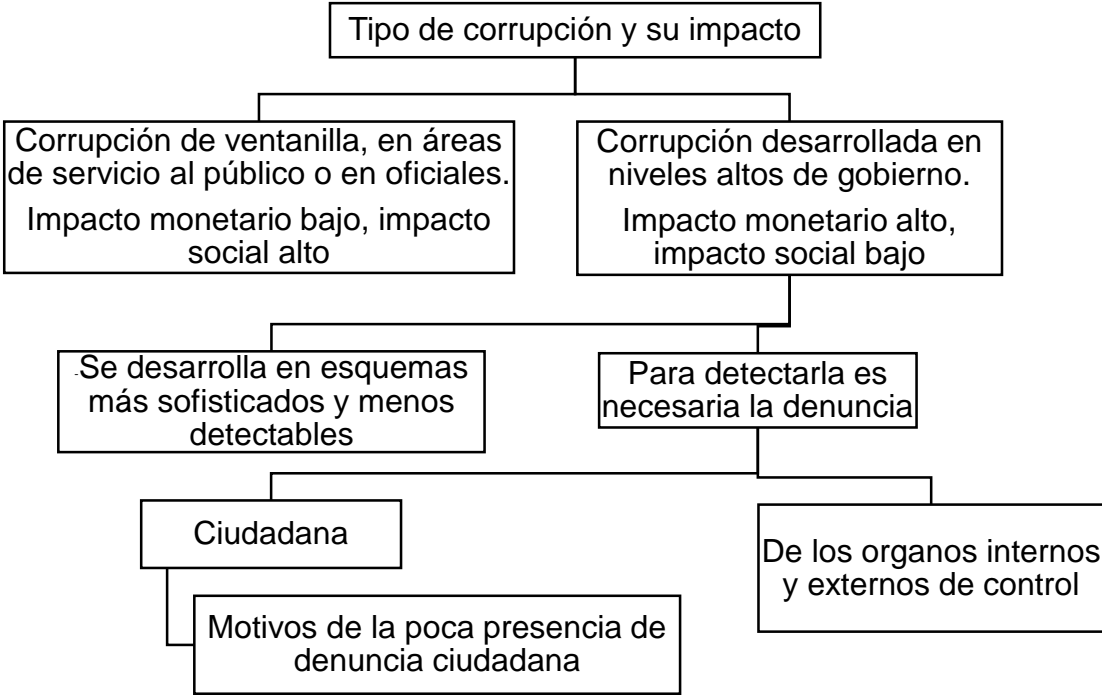 Tipo de corrupción y su impacto
Corrupción de ventanilla, en áreas
de servicio al público o en oficiales.
Impacto monetario bajo, impacto
social alto
Corrupción desarrollada en
niveles altos de gobierno.
Impacto monetario alto,
impacto social bajo
-Se desarrolla en esquemas
más sofisticados y menos
detectables
Para detectarla es
necesaria la denuncia
Ciudadana
De los organos internos
y externos de control
Motivos de la poca presencia de
denuncia ciudadana